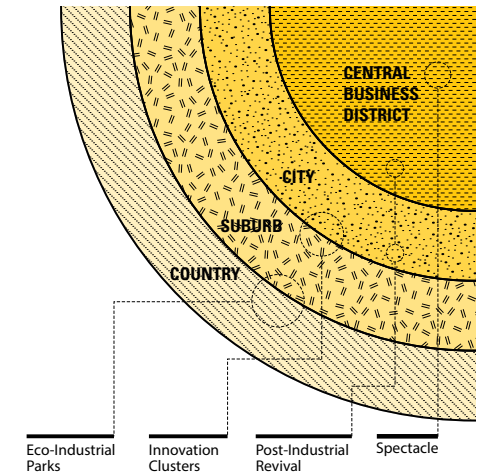 CENTRAL
BUSINESS
DISTRICT
CITY
SUBURB
COUNTRY
Eco-Industrial
Parks
Innovation
Clusters
Post-Industrial
Revival
Spectacle